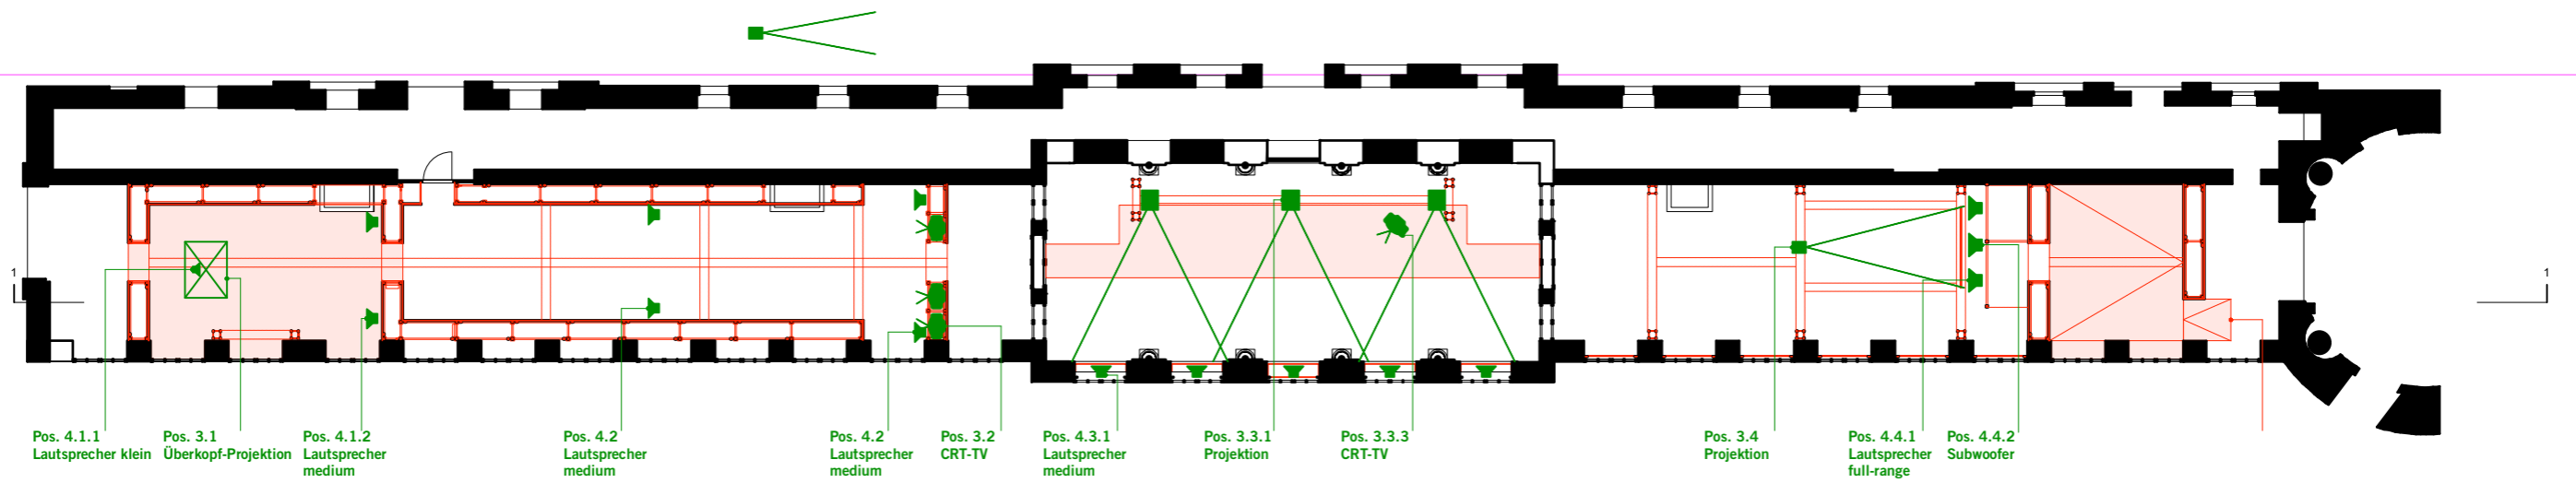 1
1
Pos. 4.1.1
Lautsprecher klein
Pos. 3.1
Überkopf-Projektion
Pos. 4.1.2
Lautsprecher
medium
Pos. 4.2
Lautsprecher
medium
Pos. 4.2
Lautsprecher
medium
Pos. 3.2
CRT-TV
Pos. 4.3.1
Lautsprecher
medium
Pos. 3.3.1
Projektion
Pos. 3.3.3
CRT-TV
Pos. 3.4
Projektion
Pos. 4.4.1
Lautsprecher
full-range
Pos. 4.4.2
Subwoofer